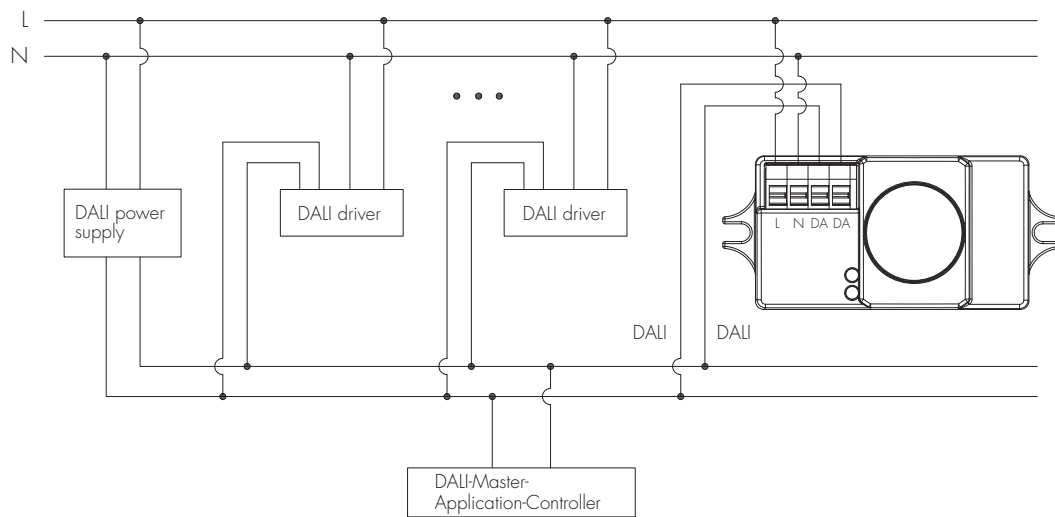 L
N
DALI power
supply
DALI driver
DALI driver
L N DA DA
DALI
DALI
DALI-Master-
Application-Controller